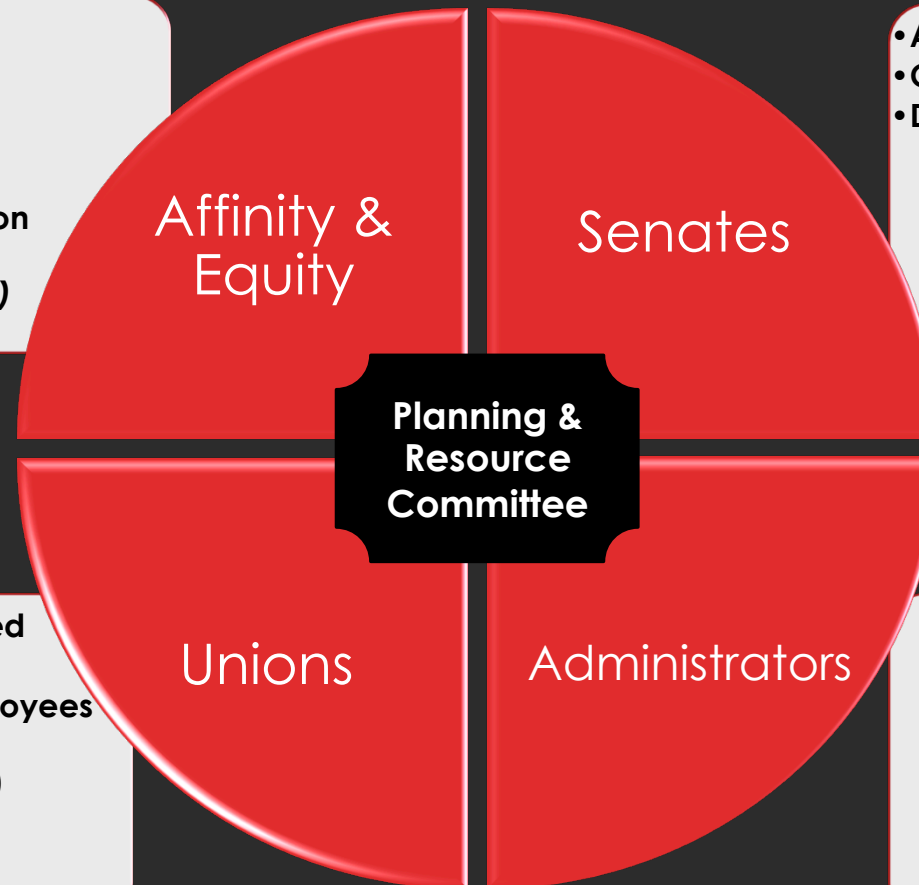 Affinity &
Equity
Senates
Planning &
Resource
Committee
Unions
Administrators